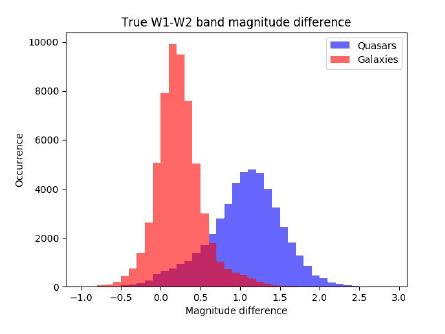 True W1-W2 band magnitude difference
Quasars
Galaxies
10000
8000
6000
4000
2000
0
Occurrence
−1.0 −0.5 0.0 0.5 1.0 1.5 2.0 2.5 3.0
Magnitude difference